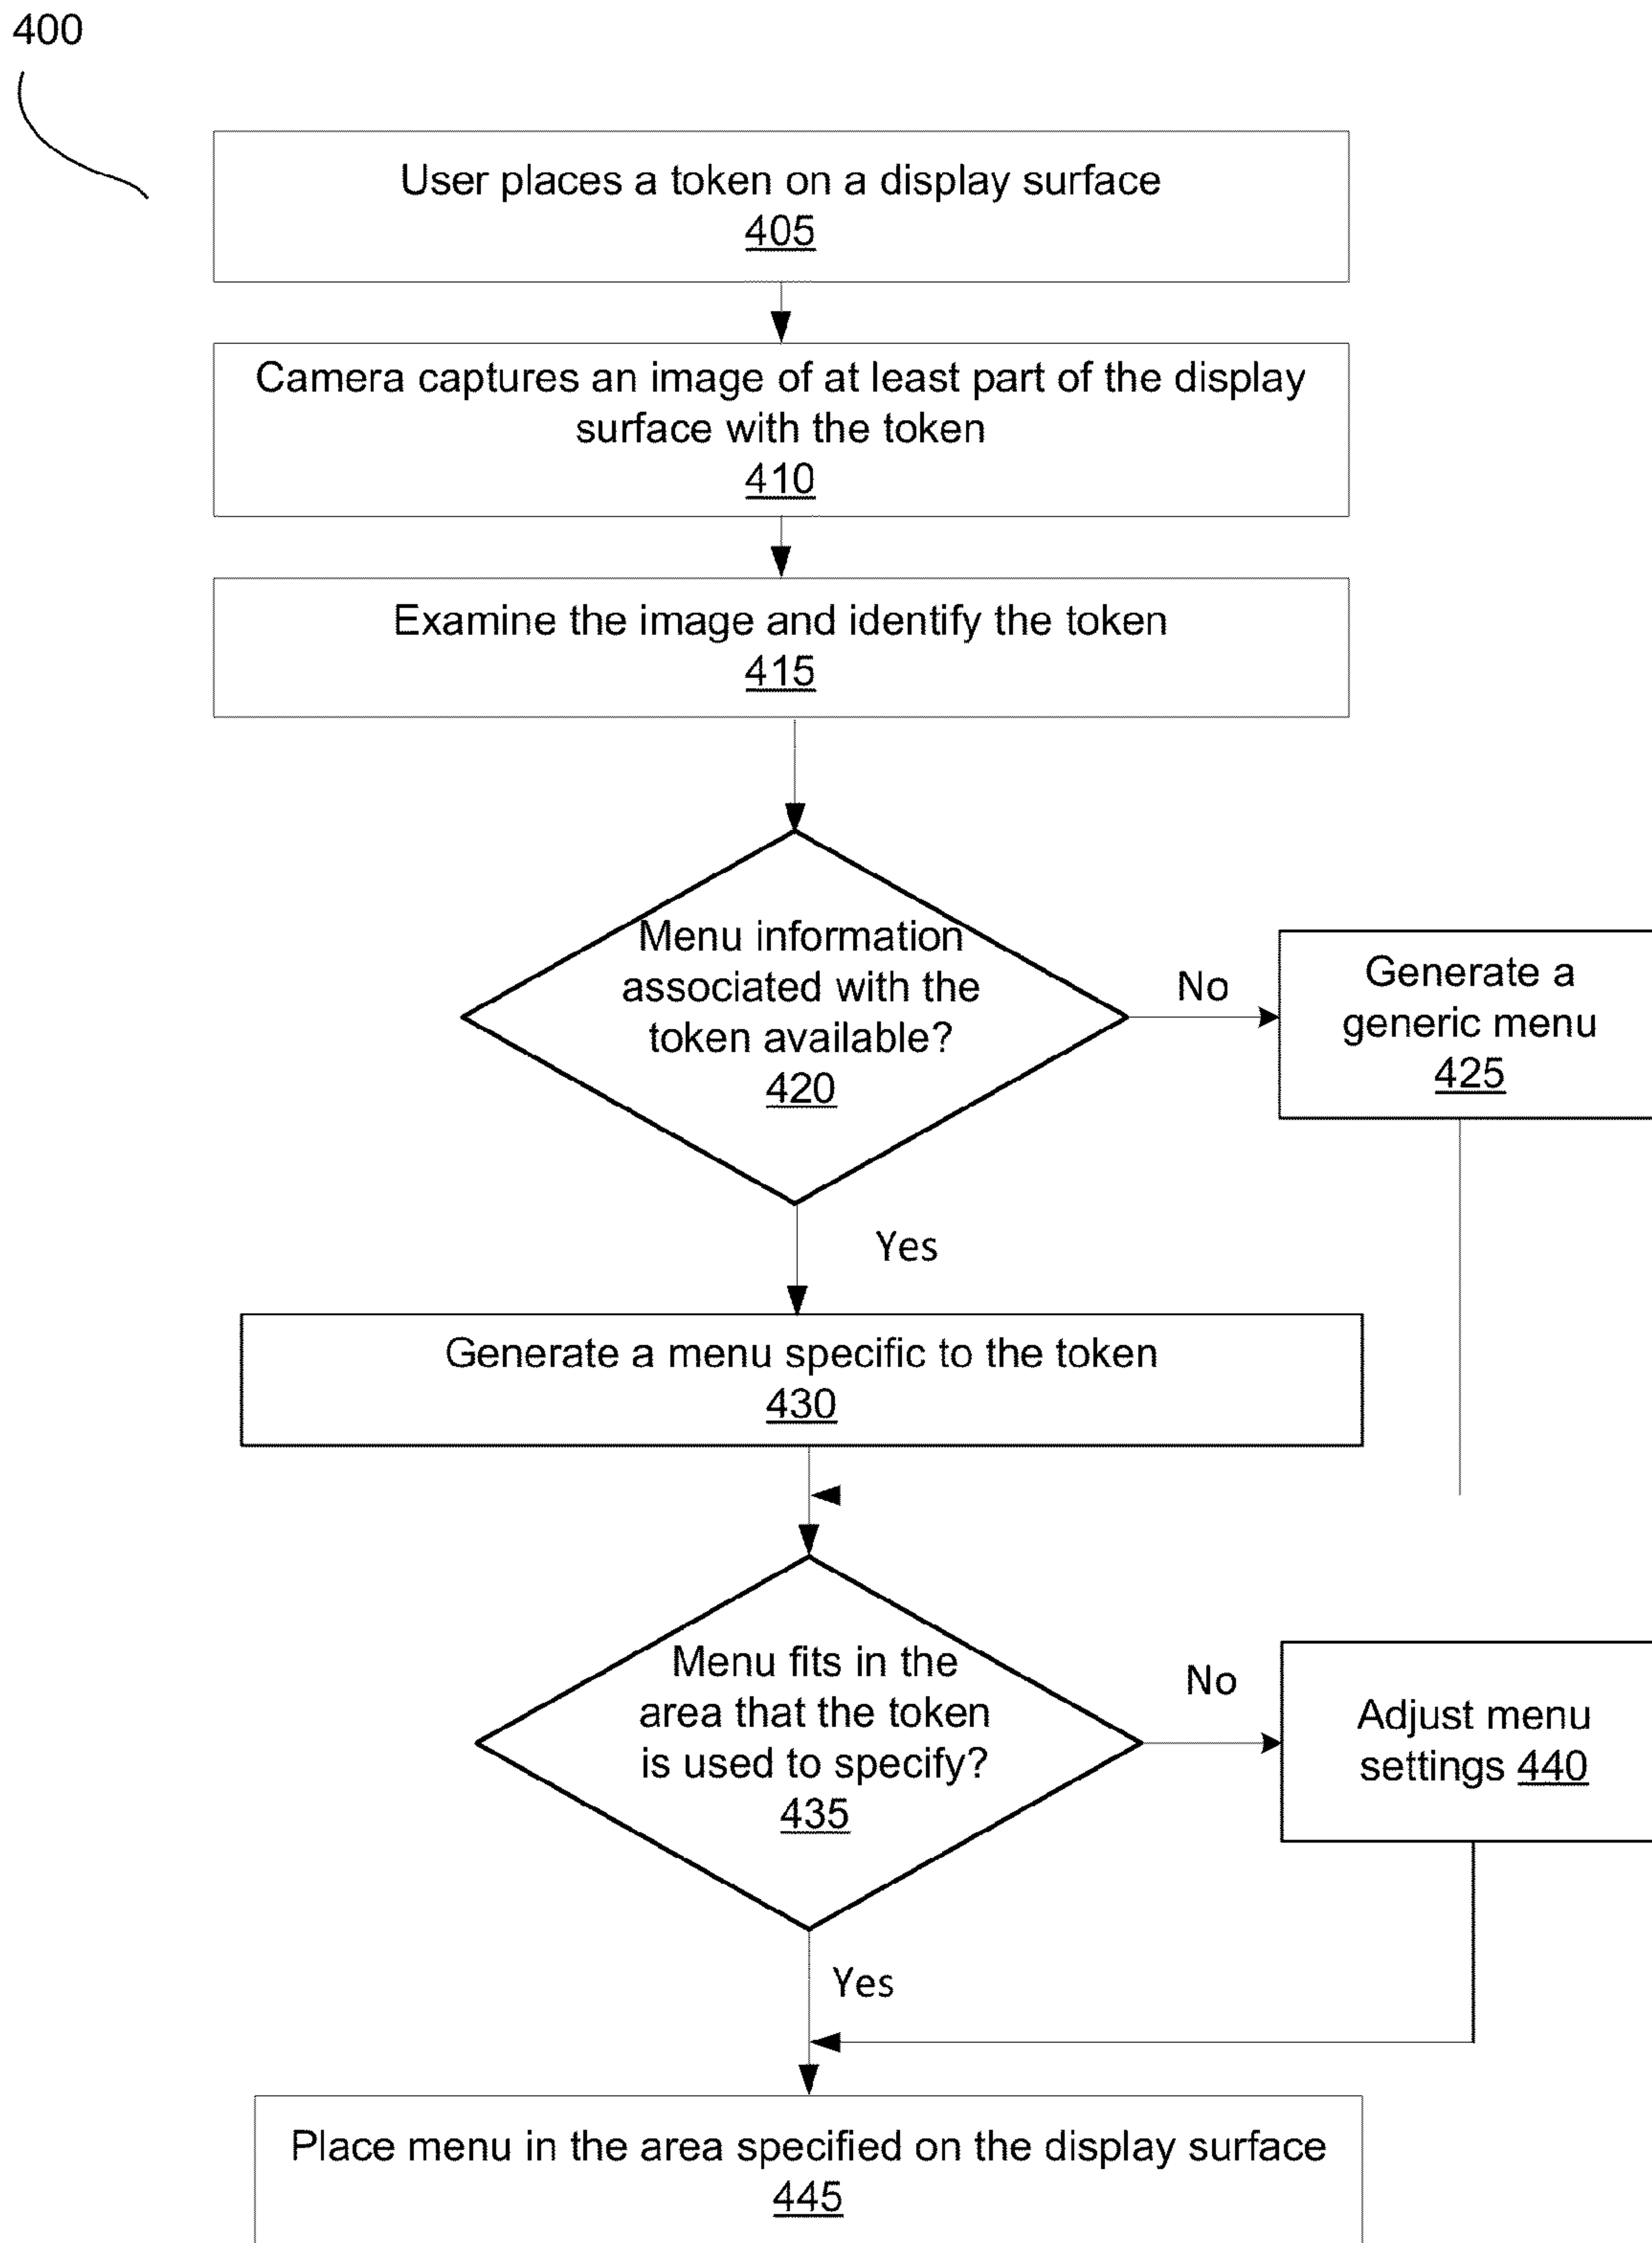 400
User places a token on a display surface
405
Camera captures an image of at least part of the display
surface with the token
410
Examine the image and identify the token
415
Menu information
associated with the
token available?
420
No
Generate a
generic menu
425
Yes
Generate a menu specific to the token
430
Menu fits in the
area that the token
is used to specify?
435
No
Adjust menu
settings 440
Yes
Place menu in the area specified on the display surface
445